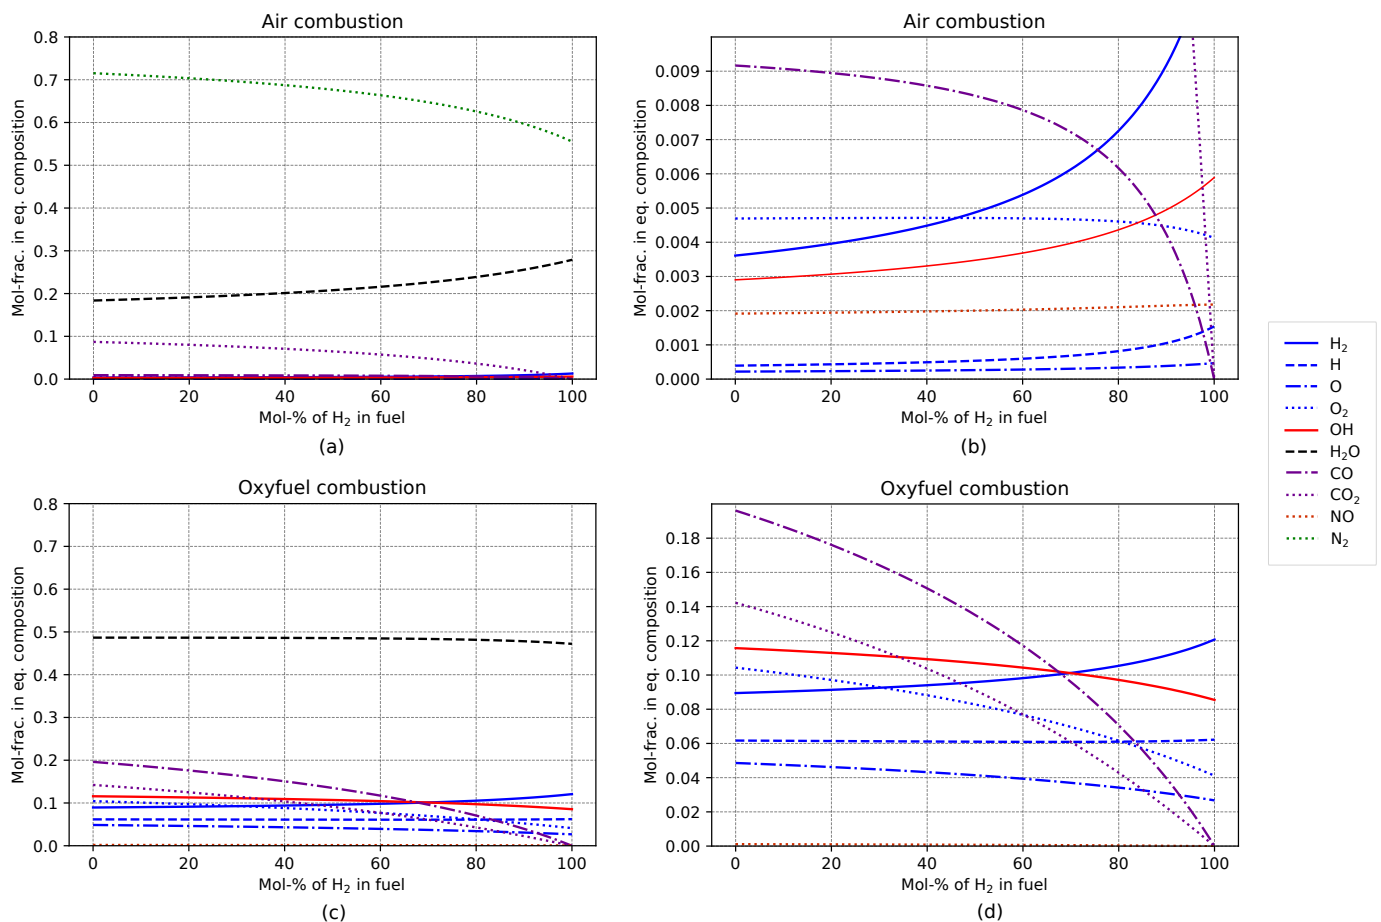 Air combustion
0.8
0.7
0.6
0.5
0.4
0.3
0.2
0.1
0.0
Mol-frac. in eq. composition
0 20 40 60 80 100
Mol-% of H₂ in fuel
(a)
Air combustion
0.009
0.008
0.007
0.006
0.005
0.004
0.003
0.002
0.001
0.000
Mol-frac. in eq. composition
0 20 40 60 80 100
Mol-% of H₂ in fuel
(b)
H₂
H
O
O₂
OH
H₂O
CO
CO₂
NO
N₂
Oxyfuel combustion
0.8
0.7
0.6
0.5
0.4
0.3
0.2
0.1
0.0
Mol-frac. in eq. composition
0 20 40 60 80 100
Mol-% of H₂ in fuel
(c)
Oxyfuel combustion
0.18
0.16
0.14
0.12
0.10
0.08
0.06
0.04
0.02
0.00
Mol-frac. in eq. composition
0 20 40 60 80 100
Mol-% of H₂ in fuel
(d)